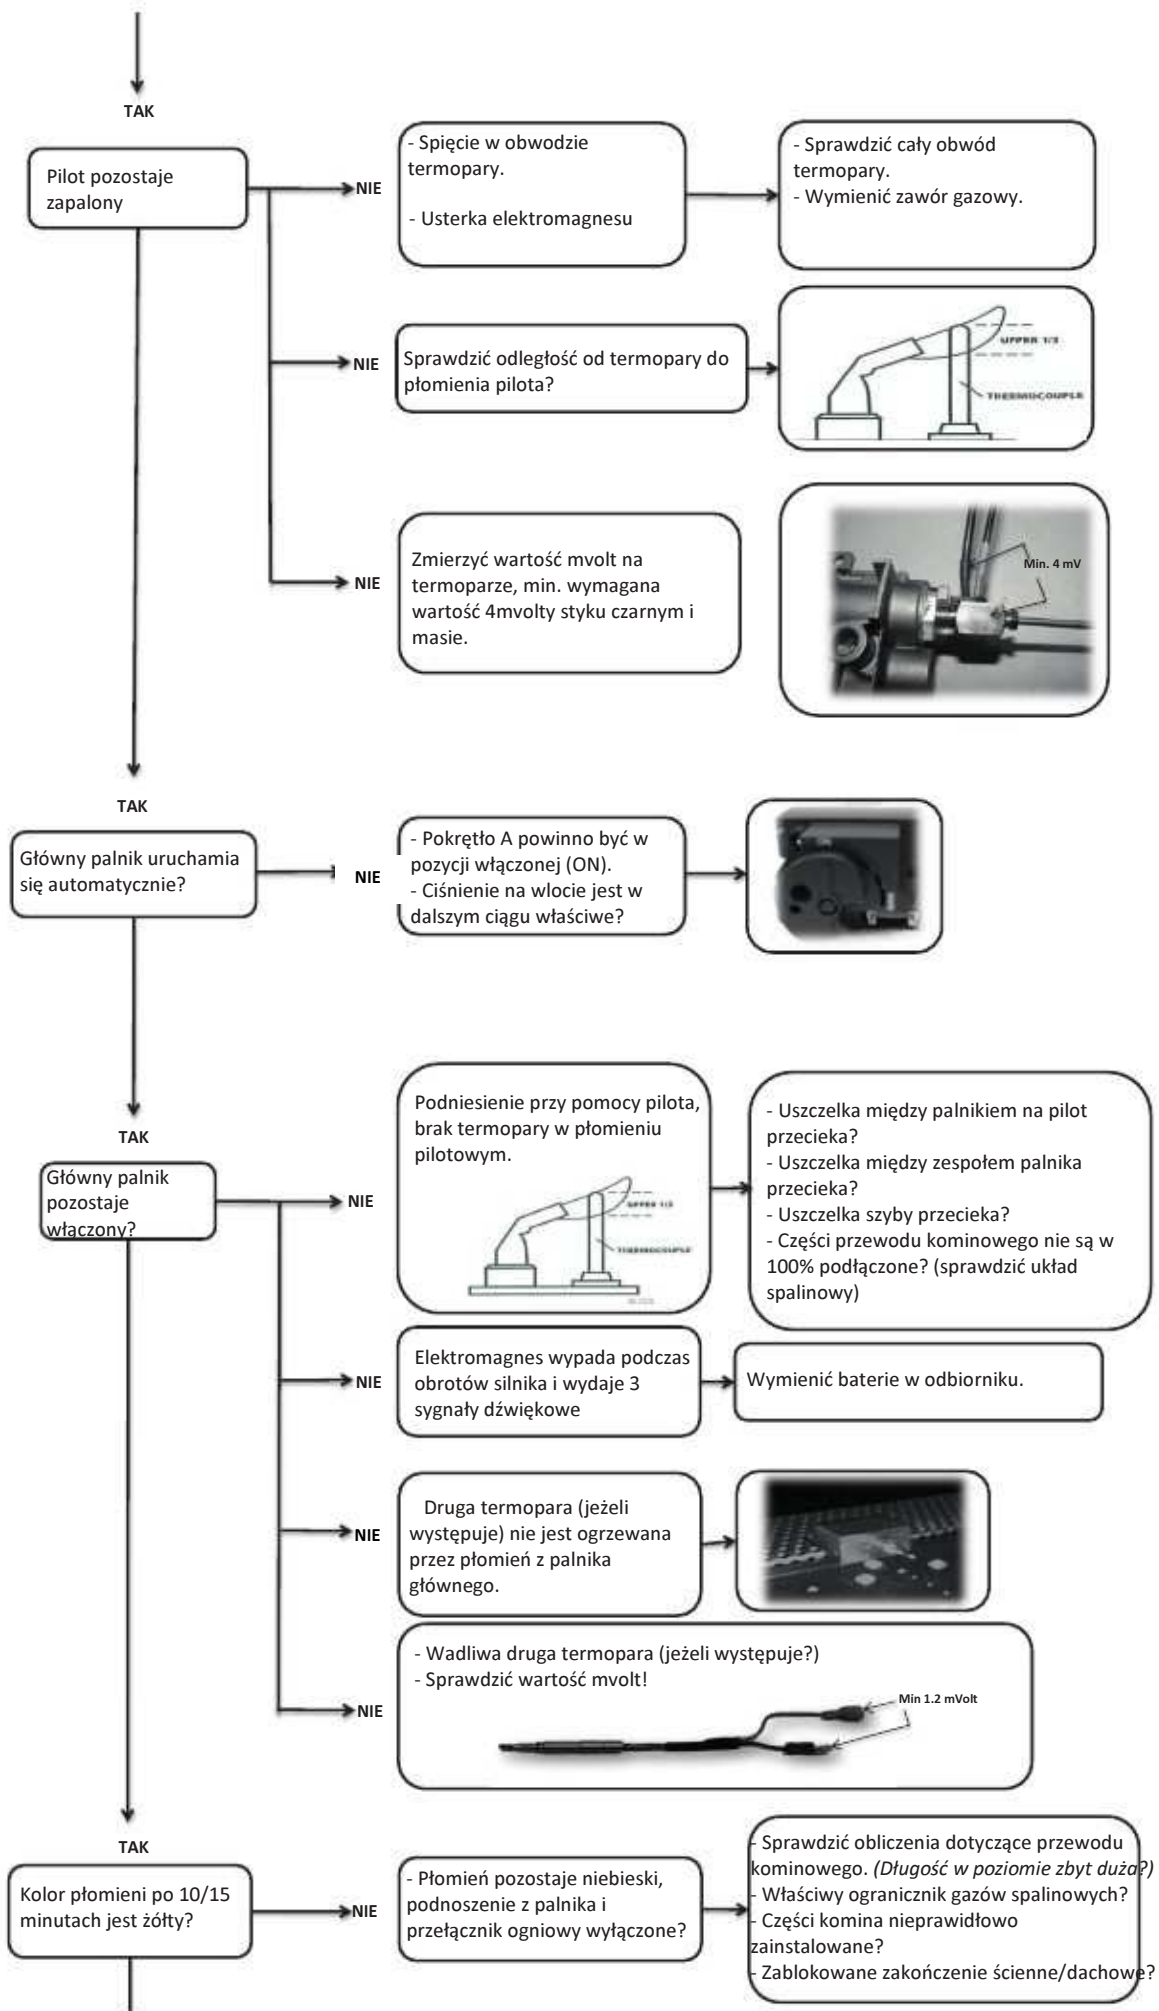 TAK
Pilot pozostaje
zapalony
NIE
- Spięcie w obwodzie
termopary.
- Usterka elektromagnesu
- Sprawdzić cały obwód
termopary.
- Wymienić zawór gazowy.
NIE
Sprawdzić odległość od termopary do
płomienia pilota?
UPPER 1/3
THERMOCOUPLE
NIE
Zmierzyć wartość mvolt na
termoparze, min. wymagana
wartość 4mvolty styku czarnym i
masie.
Min. 4 mV
TAK
Główny palnik uruchamia
się automatycznie?
NIE
- Pokrętło A powinno być w
pozycji włączonej (ON).
- Ciśnienie na wlocie jest w
dalszym ciągu właściwe?
TAK
Główny palnik
pozostaje
włączony?
NIE
Podniesienie przy pomocy pilota,
brak termopary w płomieniu
pilotowym.
UPPER 1/3
THERMOCOUPLE
- Uszczelka między palnikiem na pilot
przecieka?
- Uszczelka między zespołem palnika
przecieka?
- Uszczelka szyby przecieka?
- Części przewodu kominowego nie są w
100% podłączone? (sprawdzić układ
spalinowy)
NIE
Elektromagnes wypada podczas
obrotów silnika i wydaje 3
sygnały dźwiękowe
Wymienić baterie w odbiorniku.
NIE
Druga termopara (jeżeli
występuje) nie jest ogrzewana
przez płomień z palnika
głównego.
NIE
- Wadliwa druga termopara (jeżeli występuje?)
- Sprawdzić wartość mvolt!
Min 1.2 mVolt
TAK
Kolor płomieni po 10/15
minutach jest żółty?
NIE
- Płomień pozostaje niebieski,
podnoszenie z palnika i
przełącznik ogniowy wyłączone?
- Sprawdzić obliczenia dotyczące przewodu
kominowego. (Długość w poziomie zbyt duża?)
- Właściwy ogranicznik gazów spalinowych?
- Części komina nieprawidłowo
zainstalowane?
- Zablokowane zakończenie ścienne/dachowe?